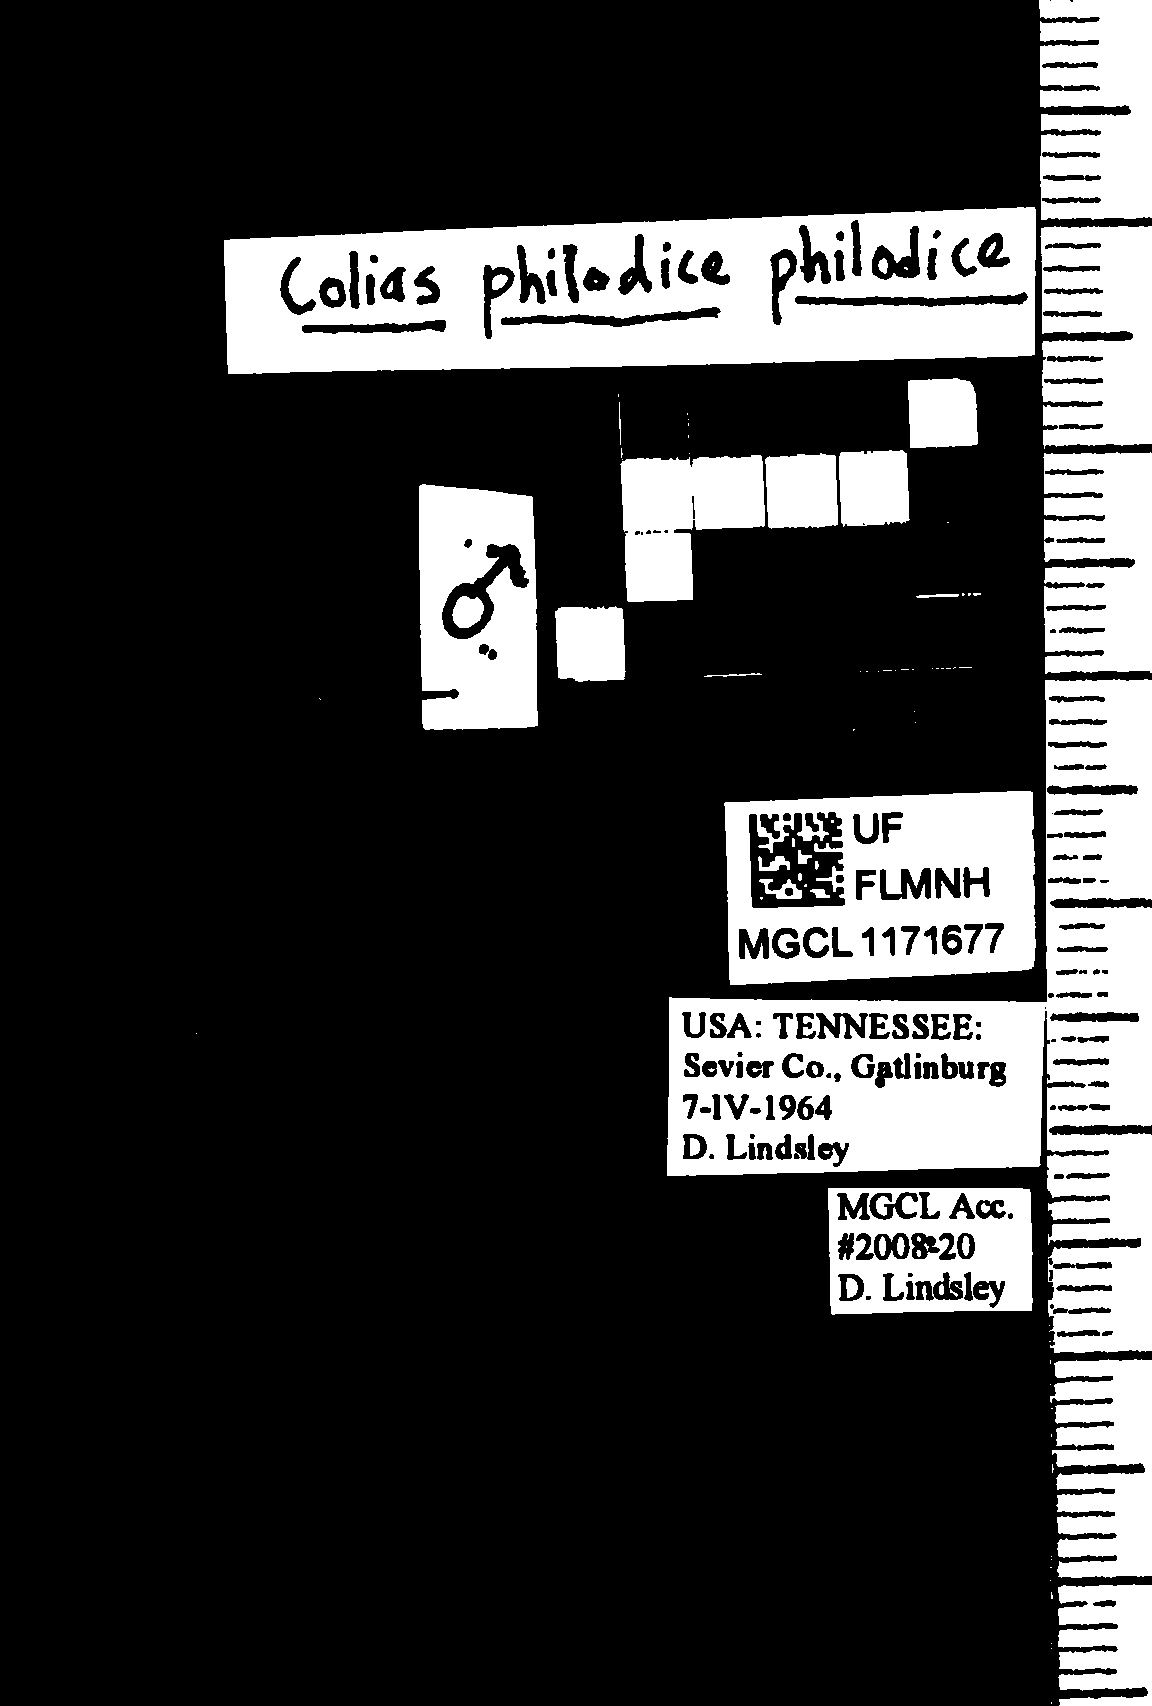 Colias philodice philodice
♂
UF
FLMNH
MGCL 1171677
USA: TENNESSEE:
Sevier Co., Gatlinburg
7-IV-1964
D. Lindsley
MGCL Acc.
#2008-20
D. Lindsley